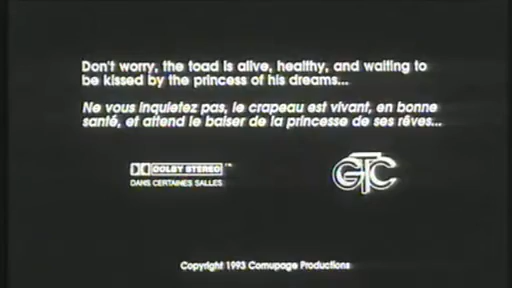 Don't worry, the toad is alive, healthy, and waiting to
be kissed by the princess of his dreams...
Ne vous inquietez pas, le crapeau est vivant, en bonne
santé, et attend le baiser de la princesse de ses rêves...
DOLBY STEREO™
DANS CERTAINES SALLES
GTC
Copyright 1993 Comupage Productions